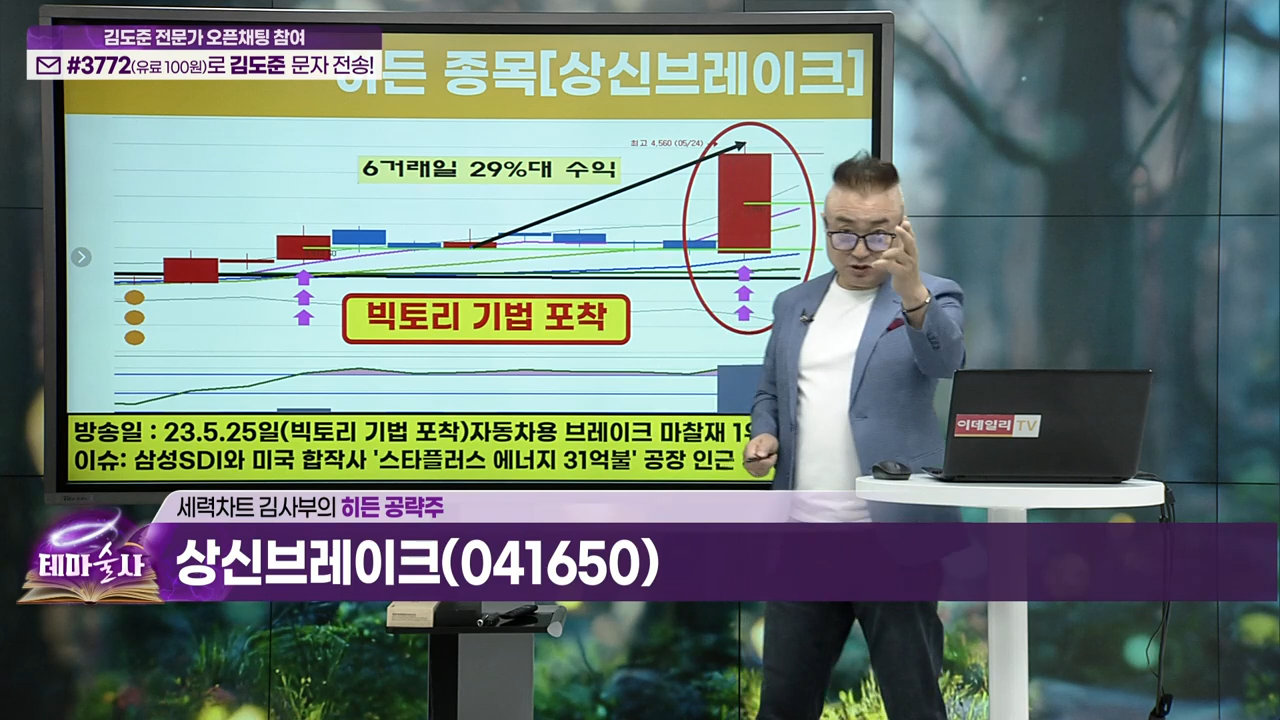 김도준 전문가 오픈채팅 참여
#3772(유료 100원)로 김도준 문자 전송!
히든 종목[상신브레이크]
최고 4,560 (05/24)
6거래일 29%대 수익
빅토리 기법 포착
방송일 : 23.5.25일(빅토리 기법 포착)자동차용 브레이크 마찰재
이슈: 삼성SDI와 미국 합작사 '스타플러스 에너지 31억불' 공장 인근
이데일리 TV
세력차트 김사부의 히든 공략주
테마술사
상신브레이크(041650)